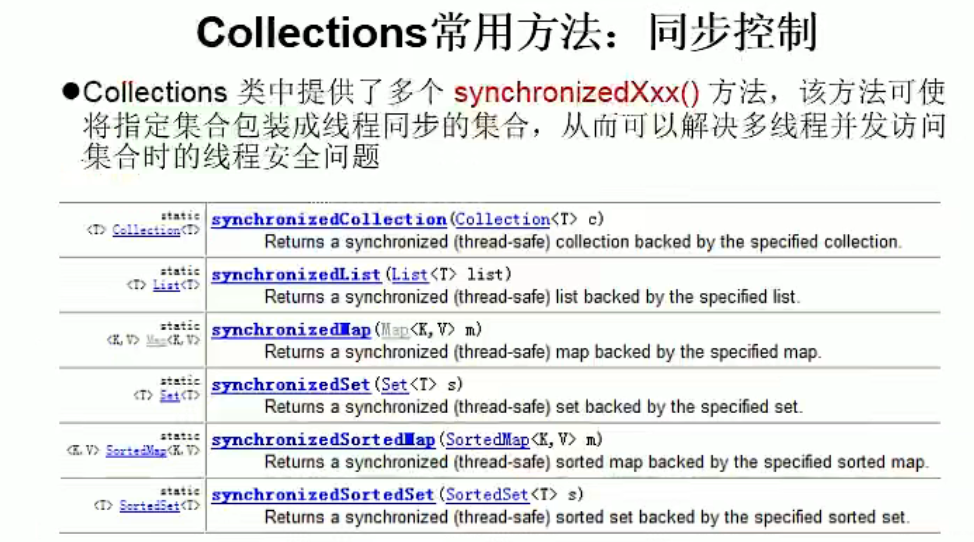 Collections常用方法：同步控制
●Collections 类中提供了多个 synchronizedXxx() 方法，该方法可使
将指定集合包装成线程同步的集合，从而可以解决多线程并发访问
集合时的线程安全问题
static
<T> Collection<T>
synchronizedCollection(Collection<T> c)
Returns a synchronized (thread-safe) collection backed by the specified collection.
static
<T> List<T>
synchronizedList(List<T> list)
Returns a synchronized (thread-safe) list backed by the specified list.
static
<K,V> Map<K,V>
synchronizedMap(Map<K,V> m)
Returns a synchronized (thread-safe) map backed by the specified map.
static
<T> Set<T>
synchronizedSet(Set<T> s)
Returns a synchronized (thread-safe) set backed by the specified set.
static
<K,V> SortedMap<K,V>
synchronizedSortedMap(SortedMap<K,V> m)
Returns a synchronized (thread-safe) sorted map backed by the specified sorted map.
static
<T> SortedSet<T>
synchronizedSortedSet(SortedSet<T> s)
Returns a synchronized (thread-safe) sorted set backed by the specified sorted set.